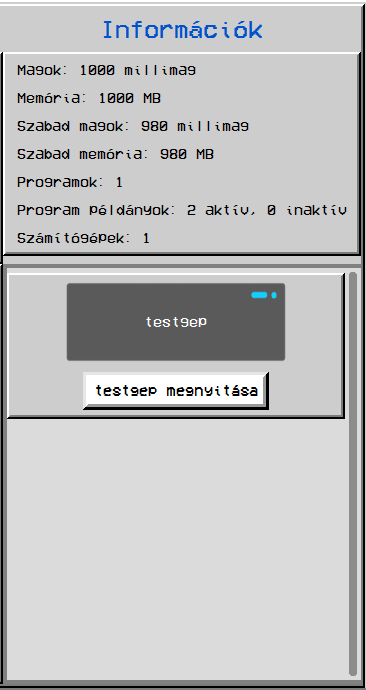 Információk
Magok: 1000 millimag
Memória: 1000 MB
Szabad magok: 980 millimag
Szabad memória: 980 MB
Programok: 1
Program példányok: 2 aktív, 0 inaktív
Számítógépek: 1
testgep
testgep megnyitása